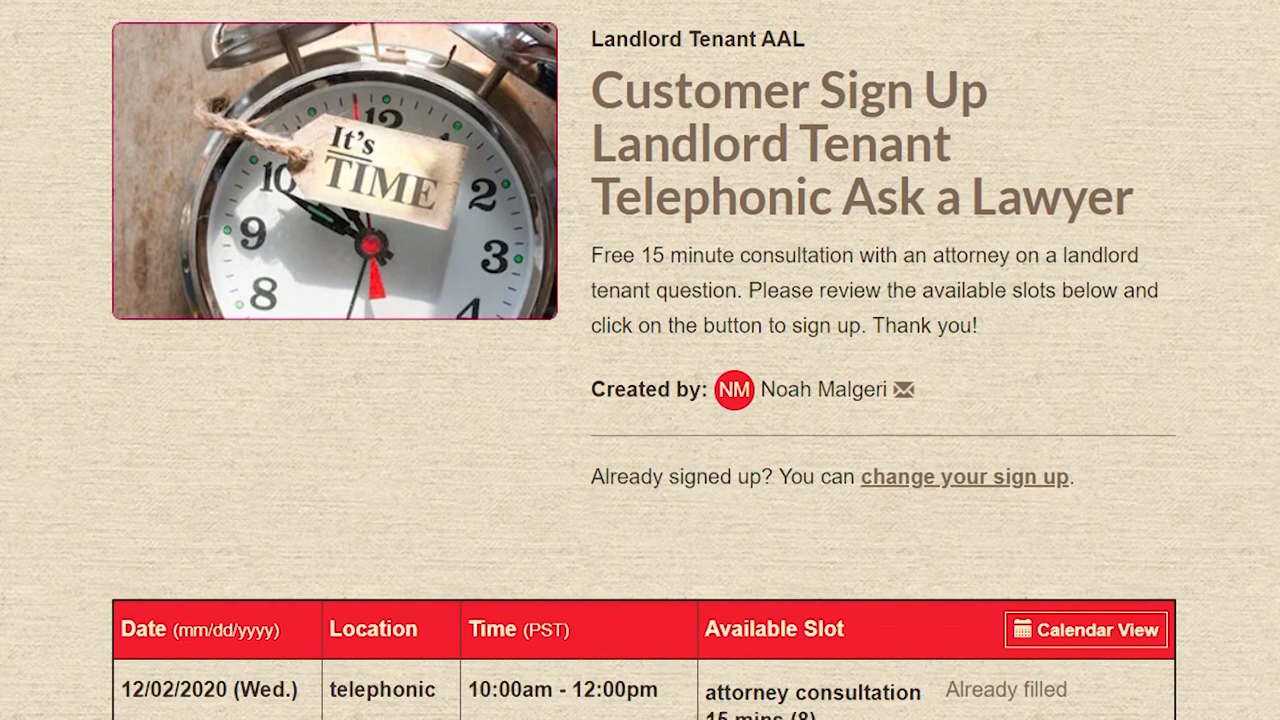 12
It's
TIME
10
2
9
3
8
4
Landlord Tenant AAL
Customer Sign Up
Landlord Tenant
Telephonic Ask a Lawyer
Free 15 minute consultation with an attorney on a landlord
tenant question. Please review the available slots below and
click on the button to sign up. Thank you!
Created by: NM Noah Malgeri
Already signed up? You can change your sign up.
Date (mm/dd/yyyy) Location Time (PST) Available Slot Calendar View
12/02/2020 (Wed.) telephonic 10:00am - 12:00pm attorney consultation Already filled
15 mins (8)